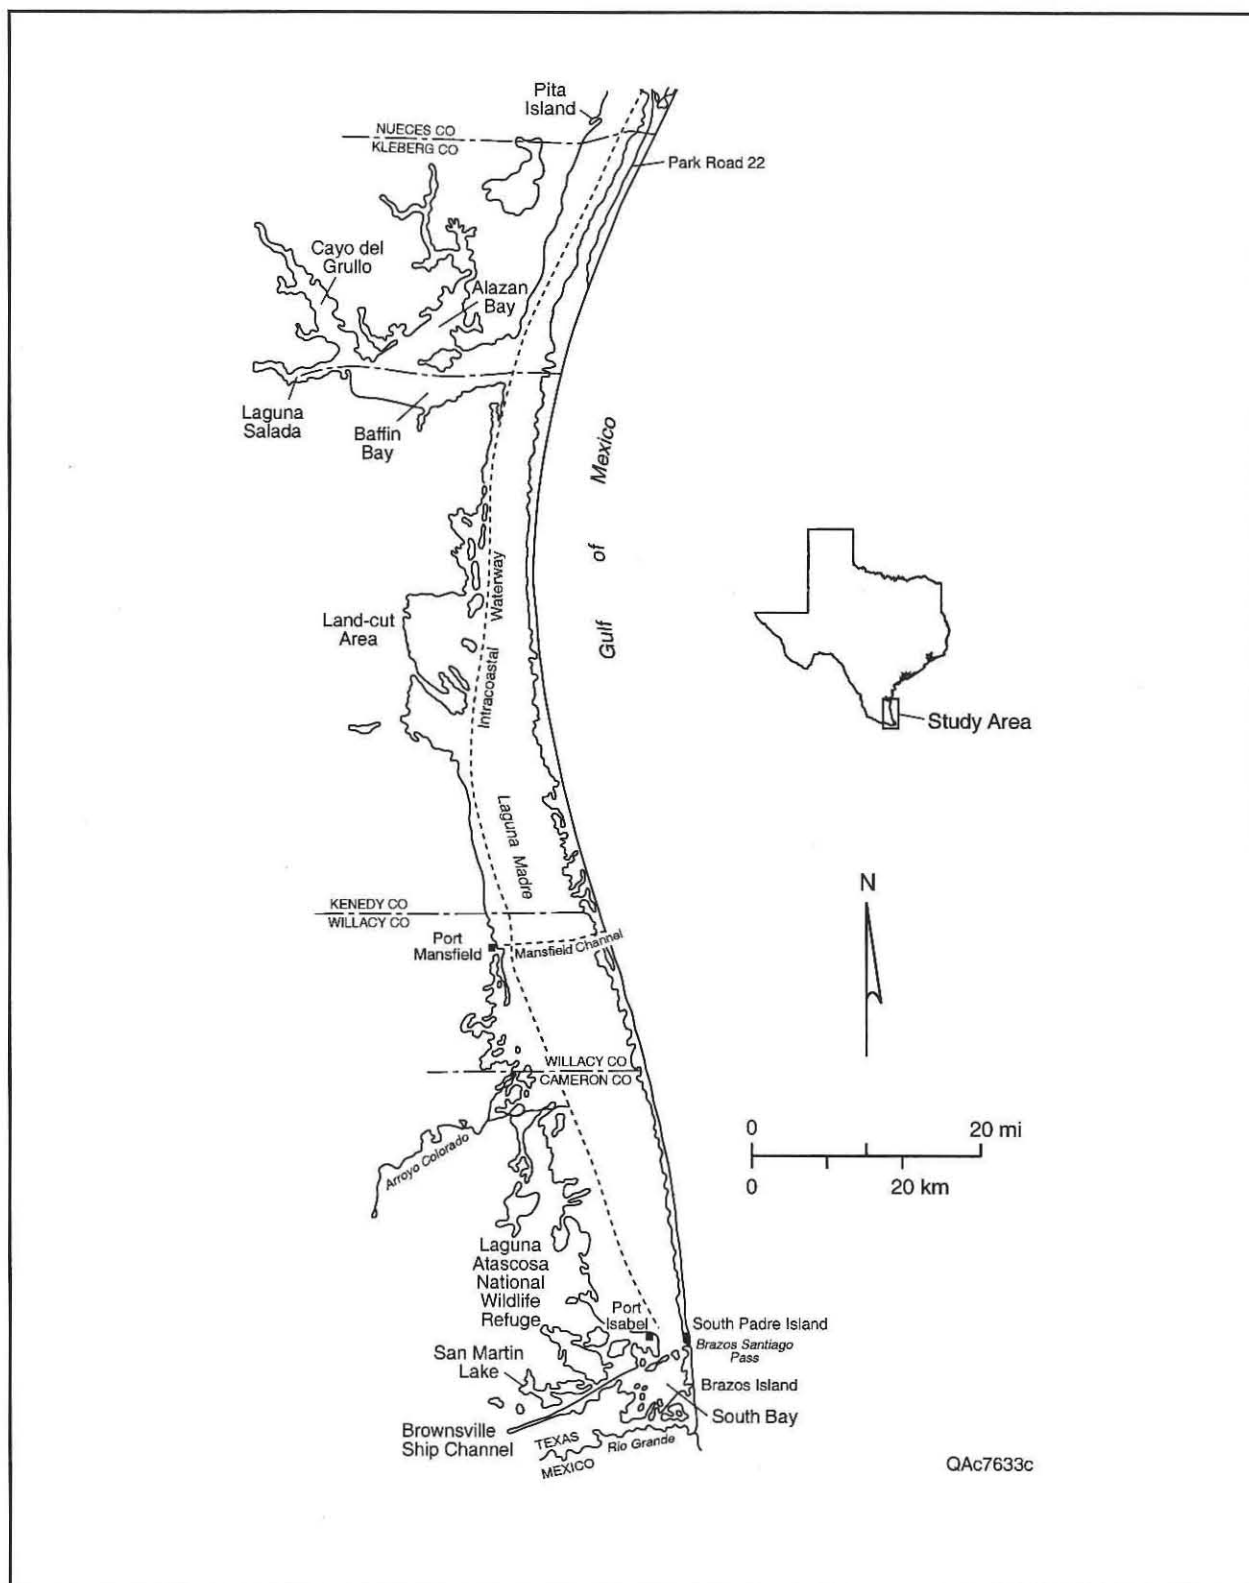 Pita
Island
NUECES CO
KLEBERG CO
Park Road 22
Cayo del
Grullo
Alazan
Bay
Laguna
Salada
Baffin
Bay
Gulf of Mexico
Land-cut
Area
Intracoastal Waterway
Study Area
Laguna Madre
N
KENEDY CO
WILLACY CO
Port
Mansfield
Mansfield Channel
WILLACY CO
CAMERON CO
0 20 mi
0 20 km
Arroyo Colorado
Laguna
Atascosa
National
Wildlife
Refuge
Port
Isabel
South Padre Island
Brazos Santiago
Pass
San Martin
Lake
Brazos Island
South Bay
Brownsville
Ship Channel
TEXAS
MEXICO
Rio Grande
QAc7633c